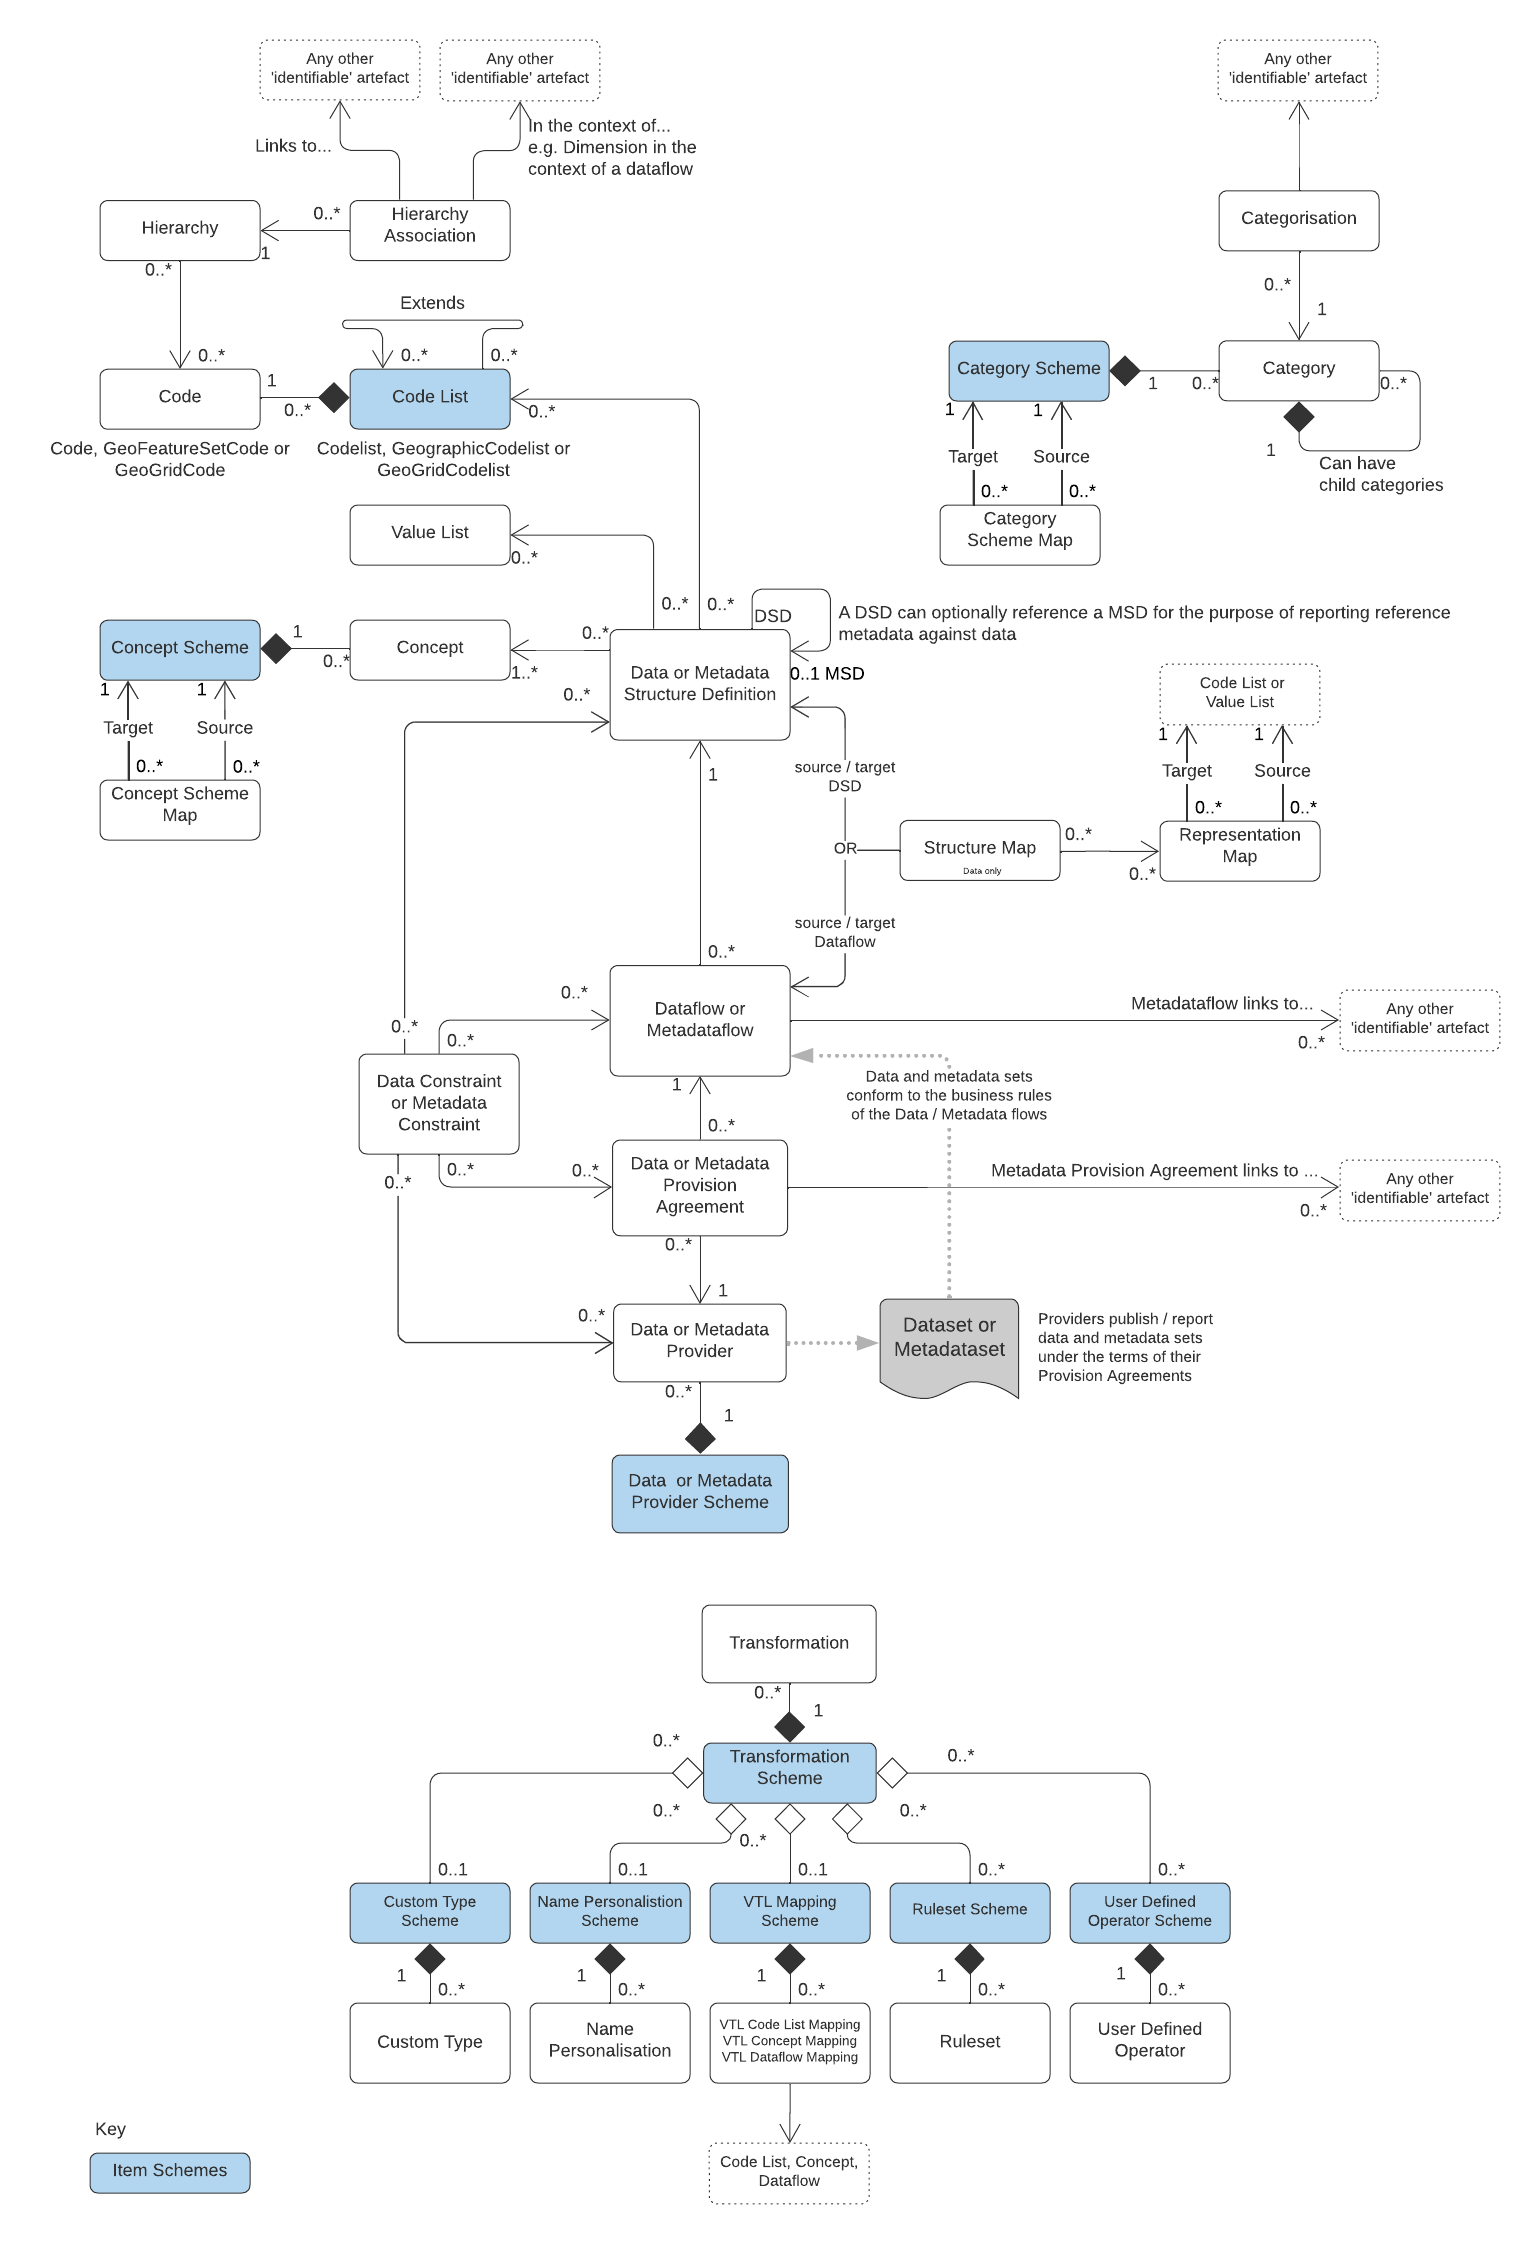 Any other
'identifiable' artefact
Any other
'identifiable' artefact
Any other
'identifiable' artefact
Links to...
In the context of...
e.g. Dimension in the
context of a dataflow
Hierarchy
0..*
1
Hierarchy
Association
Categorisation
0..*
0..*
1
Extends
0..*
0..*
0..*
Code
1
0..*
Code List
0..*
Category Scheme
1
0..*
Category
0..*
1
Can have
child categories
Code, GeoFeatureSetCode or
GeoGridCode
Codelist, GeographicCodelist or
GeoGridCodelist
1
1
Target
Source
0..*
0..*
Category
Scheme Map
Value List
0..*
0..*
0..*
DSD
A DSD can optionally reference a MSD for the purpose of reporting reference
metadata against data
0..1 MSD
Concept Scheme
1
0..*
Concept
0..*
1..*
Data or Metadata
Structure Definition
0..*
1
1
Target
Source
0..*
0..*
Concept Scheme
Map
Code List or
Value List
1
1
Target
Source
0..*
0..*
Representation
Map
1
source / target
DSD
OR
Structure Map
Data only
0..*
0..*
source / target
Dataflow
0..*
0..*
Dataflow or
Metadataflow
Metadataflow links to...
0..*
Any other
'identifiable' artefact
0..*
0..*
Data Constraint
or Metadata
Constraint
1
0..*
Data and metadata sets
conform to the business rules
of the Data / Metadata flows
0..*
0..*
0..*
Data or Metadata
Provision
Agreement
Metadata Provision Agreement links to ...
0..*
Any other
'identifiable' artefact
0..*
1
0..*
Data or Metadata
Provider
Dataset or
Metadataset
Providers publish / report
data and metadata sets
under the terms of their
Provision Agreements
0..*
1
Data or Metadata
Provider Scheme
Transformation
0..*
1
0..*
Transformation
Scheme
0..*
0..*
0..*
0..*
0..1
0..1
0..1
0..*
0..*
Custom Type
Scheme
Name Personalistion
Scheme
VTL Mapping
Scheme
Ruleset Scheme
User Defined
Operator Scheme
1
0..*
1
0..*
1
0..*
1
0..*
1
0..*
Custom Type
Name
Personalisation
VTL Code List Mapping
VTL Concept Mapping
VTL Dataflow Mapping
Ruleset
User Defined
Operator
Key
Item Schemes
Code List, Concept,
Dataflow